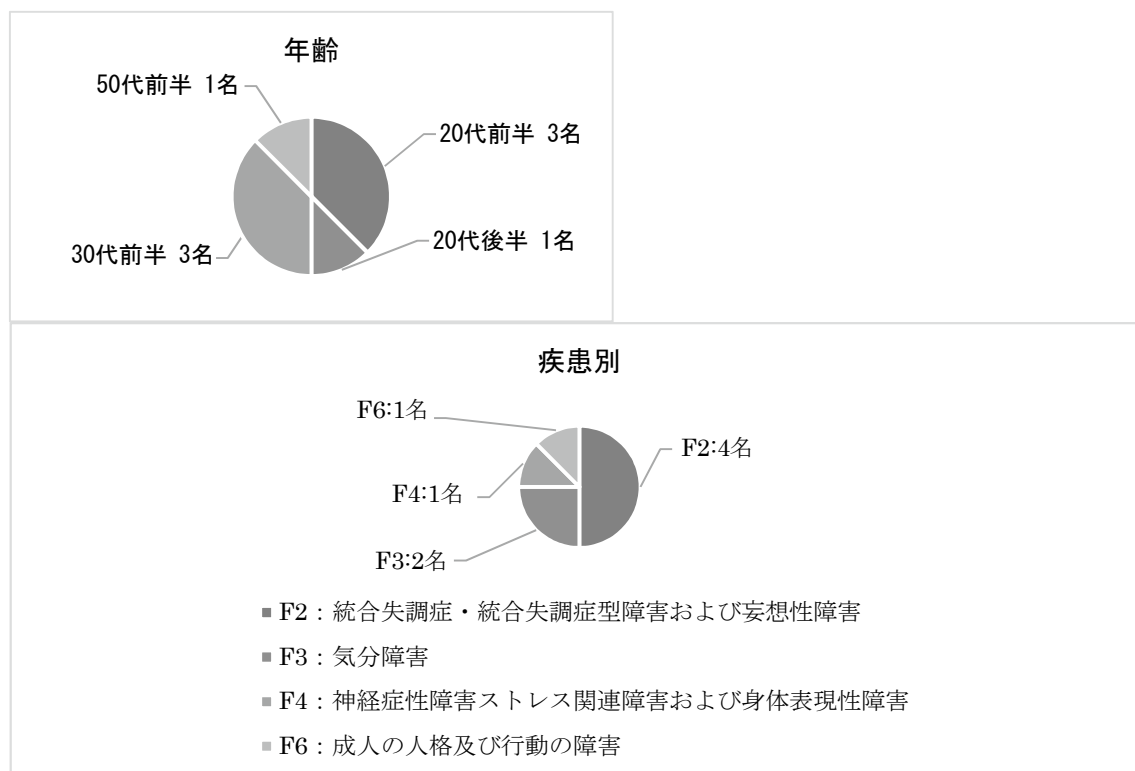 年齢
50代前半 1名
20代前半 3名
30代前半 3名
20代後半 1名
疾患別
F6:1名
F2:4名
F4:1名
F3:2名
F2：統合失調症・統合失調症型障害および妄想性障害
F3：気分障害
F4：神経症性障害ストレス関連障害および身体表現性障害
F6：成人の人格及び行動の障害